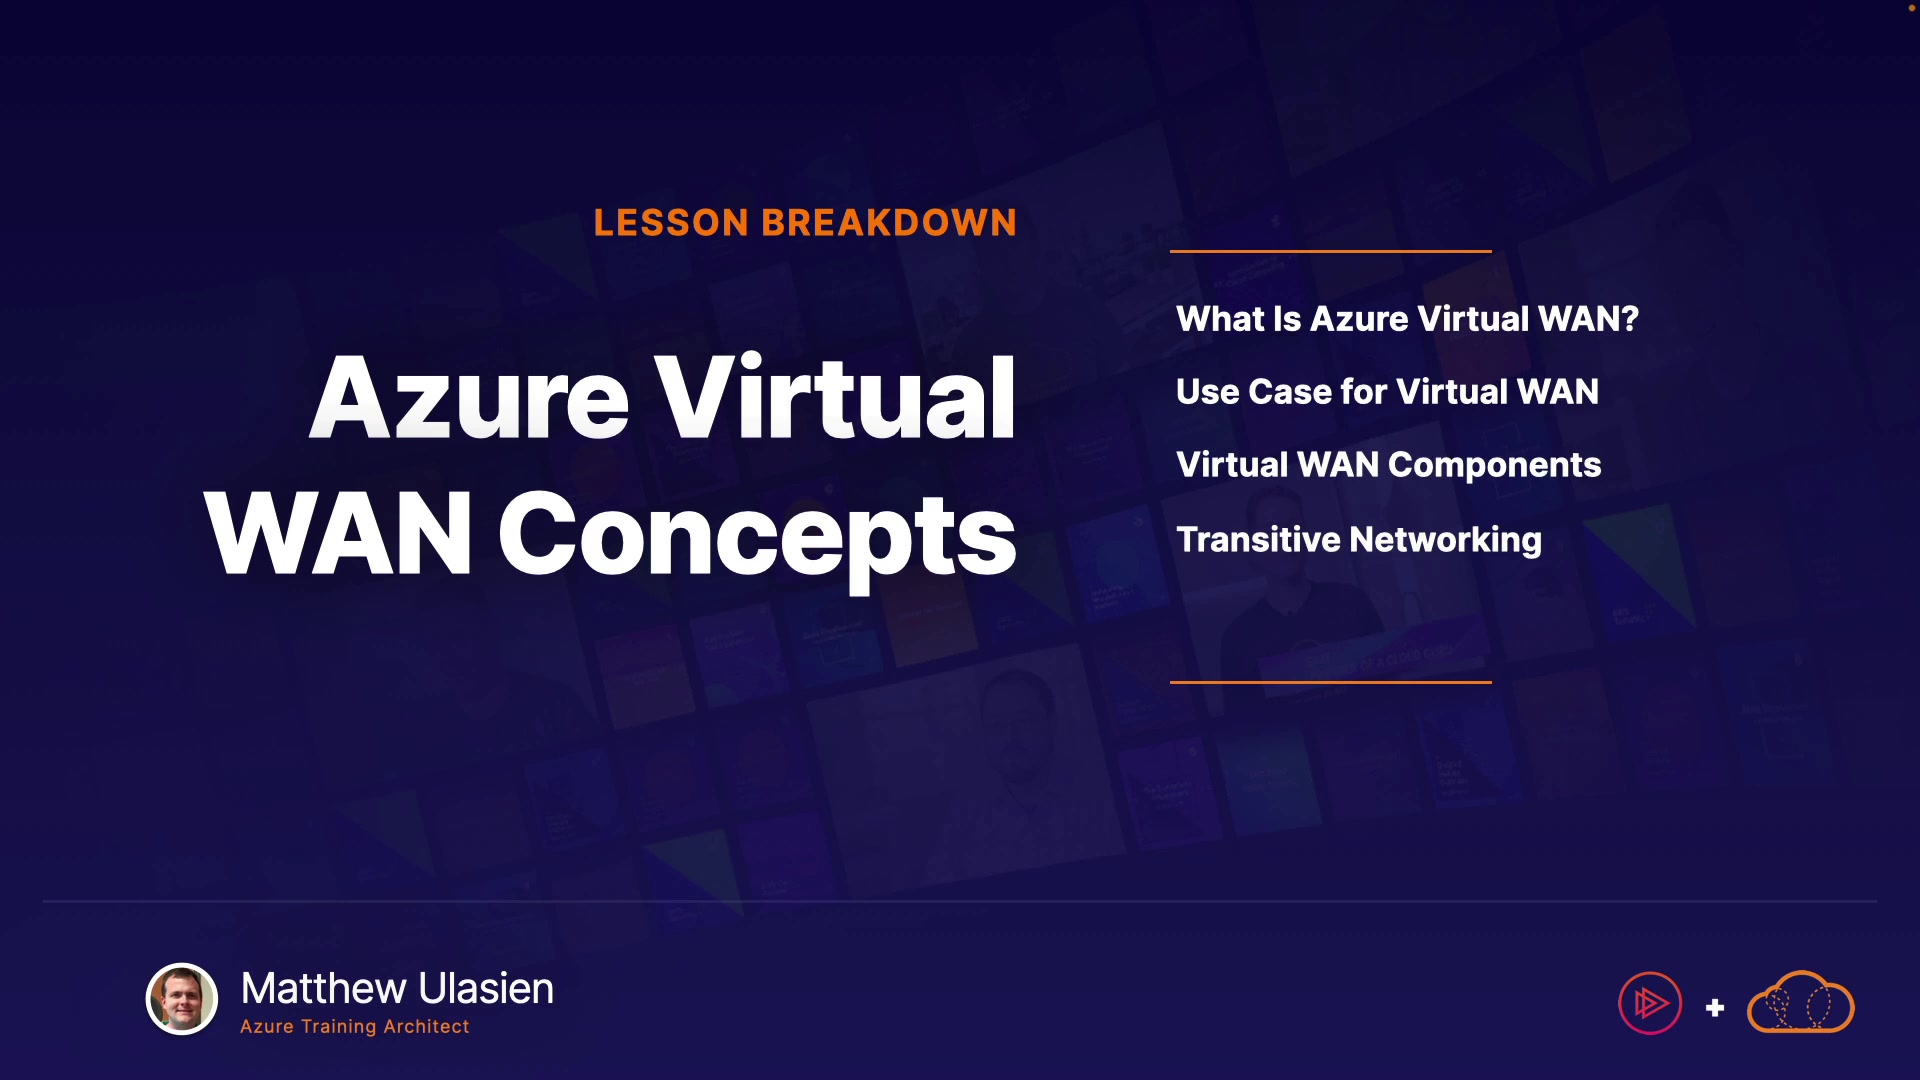 LESSON BREAKDOWN
Azure Virtual
WAN Concepts
What Is Azure Virtual WAN?
Use Case for Virtual WAN
Virtual WAN Components
Transitive Networking
Matthew Ulasien
Azure Training Architect
+